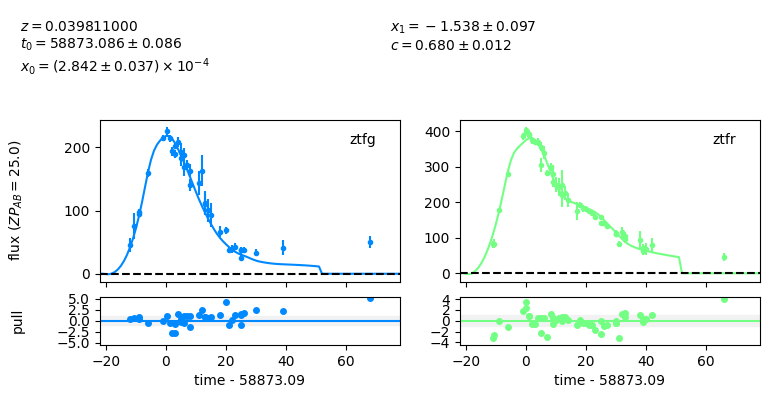 z = 0.039811000
t₀ = 58873.086 ± 0.086
x₀ = (2.842 ± 0.037) × 10⁻⁴
x₁ = −1.538 ± 0.097
c = 0.680 ± 0.012
flux (ZP_AB = 25.0)
200
100
0
ztfg
400
300
200
100
0
ztfr
pull
5.0
2.5
0.0
−2.5
−5.0
4
2
0
−2
−4
−20 0 20 40 60
time - 58873.09
−20 0 20 40 60
time - 58873.09